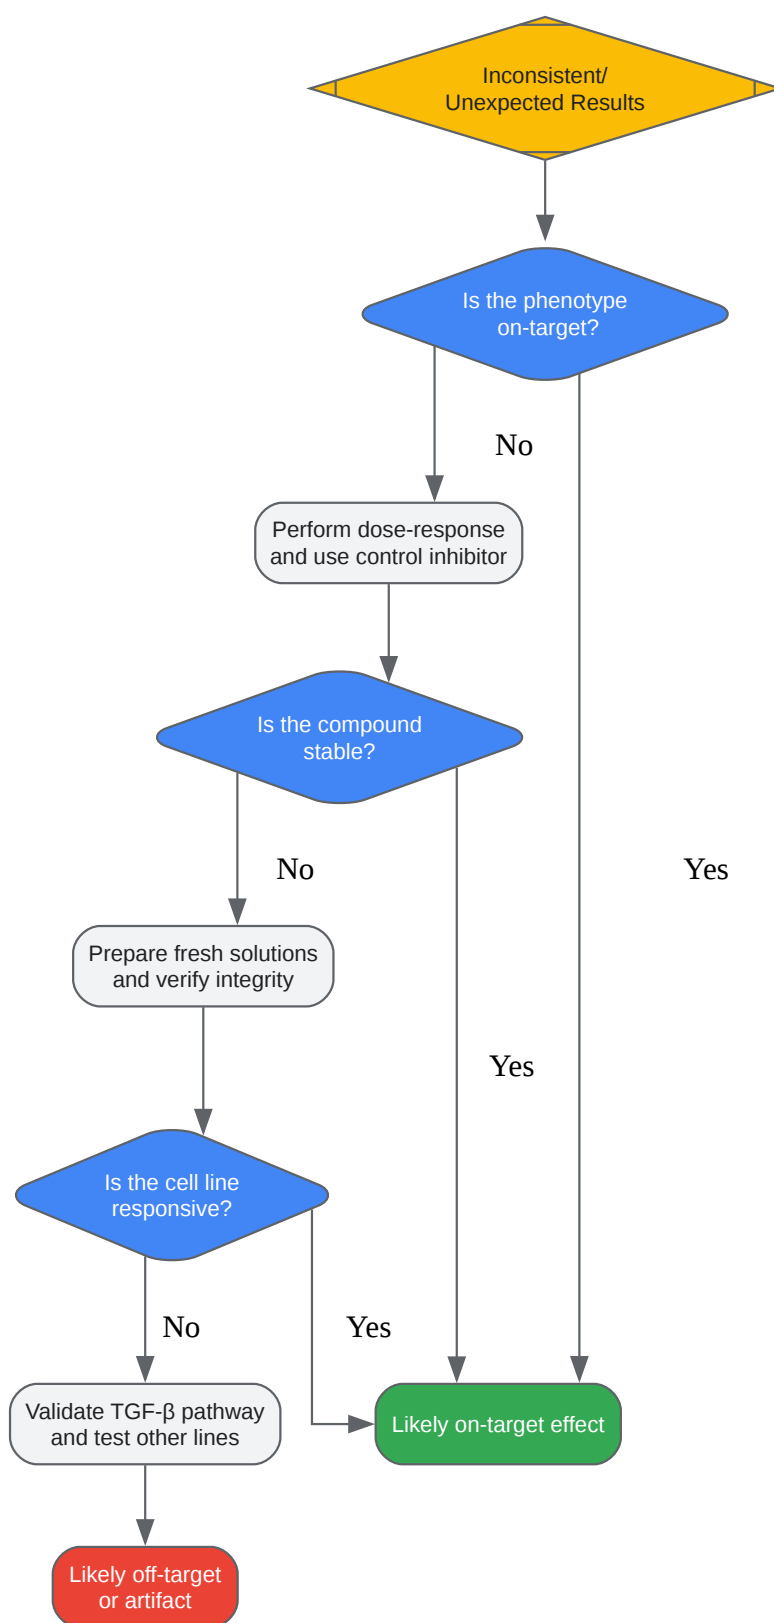 Inconsistent/
Unexpected Results
Is the phenotype
on-target?
No
Perform dose-response
and use control inhibitor
Is the compound
stable?
No
Yes
Prepare fresh solutions
and verify integrity
Yes
Is the cell line
responsive?
No
Yes
Validate TGF-β pathway
and test other lines
Likely on-target effect
Likely off-target
or artifact